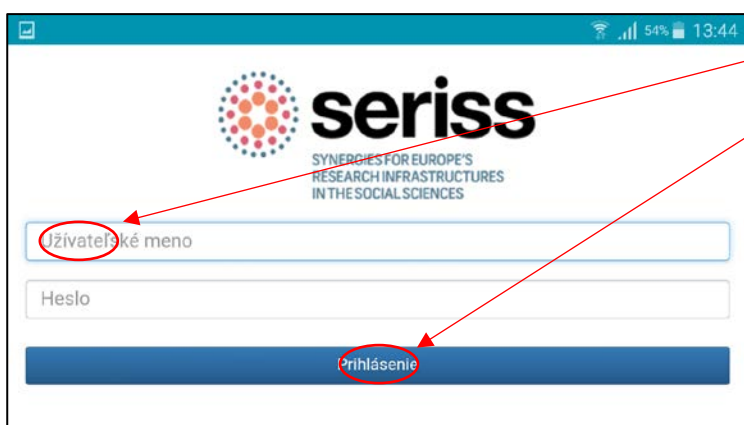 54% 13:44
seriss
SYNERGIES FOR EUROPE'S
RESEARCH INFRASTRUCTURES
IN THE SOCIAL SCIENCES
Užívateľské meno
Heslo
Prihlásenie